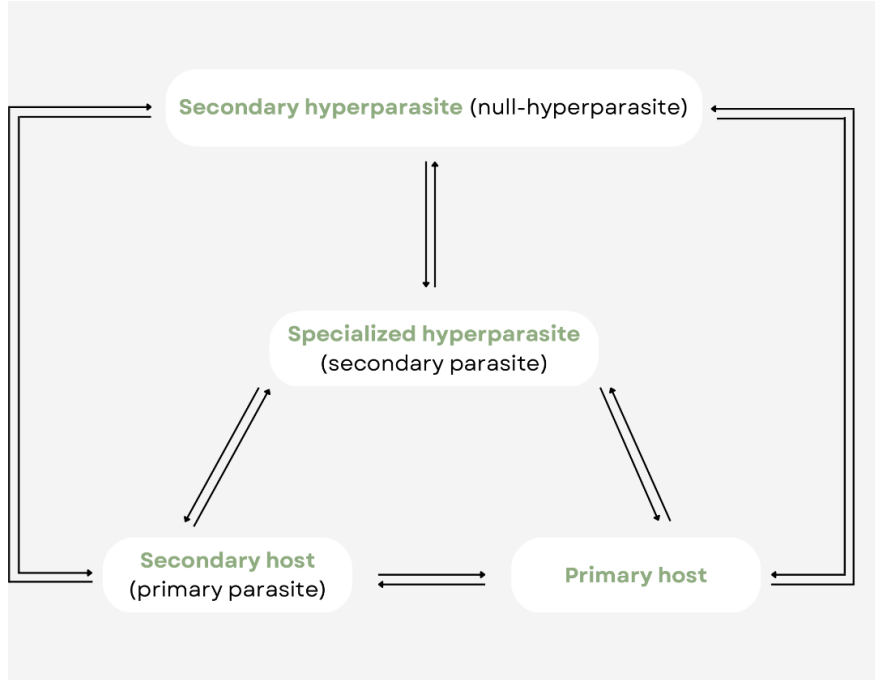 Secondary hyperparasite (null-hyperparasite)
Specialized hyperparasite
(secondary parasite)
Secondary host
(primary parasite)
Primary host